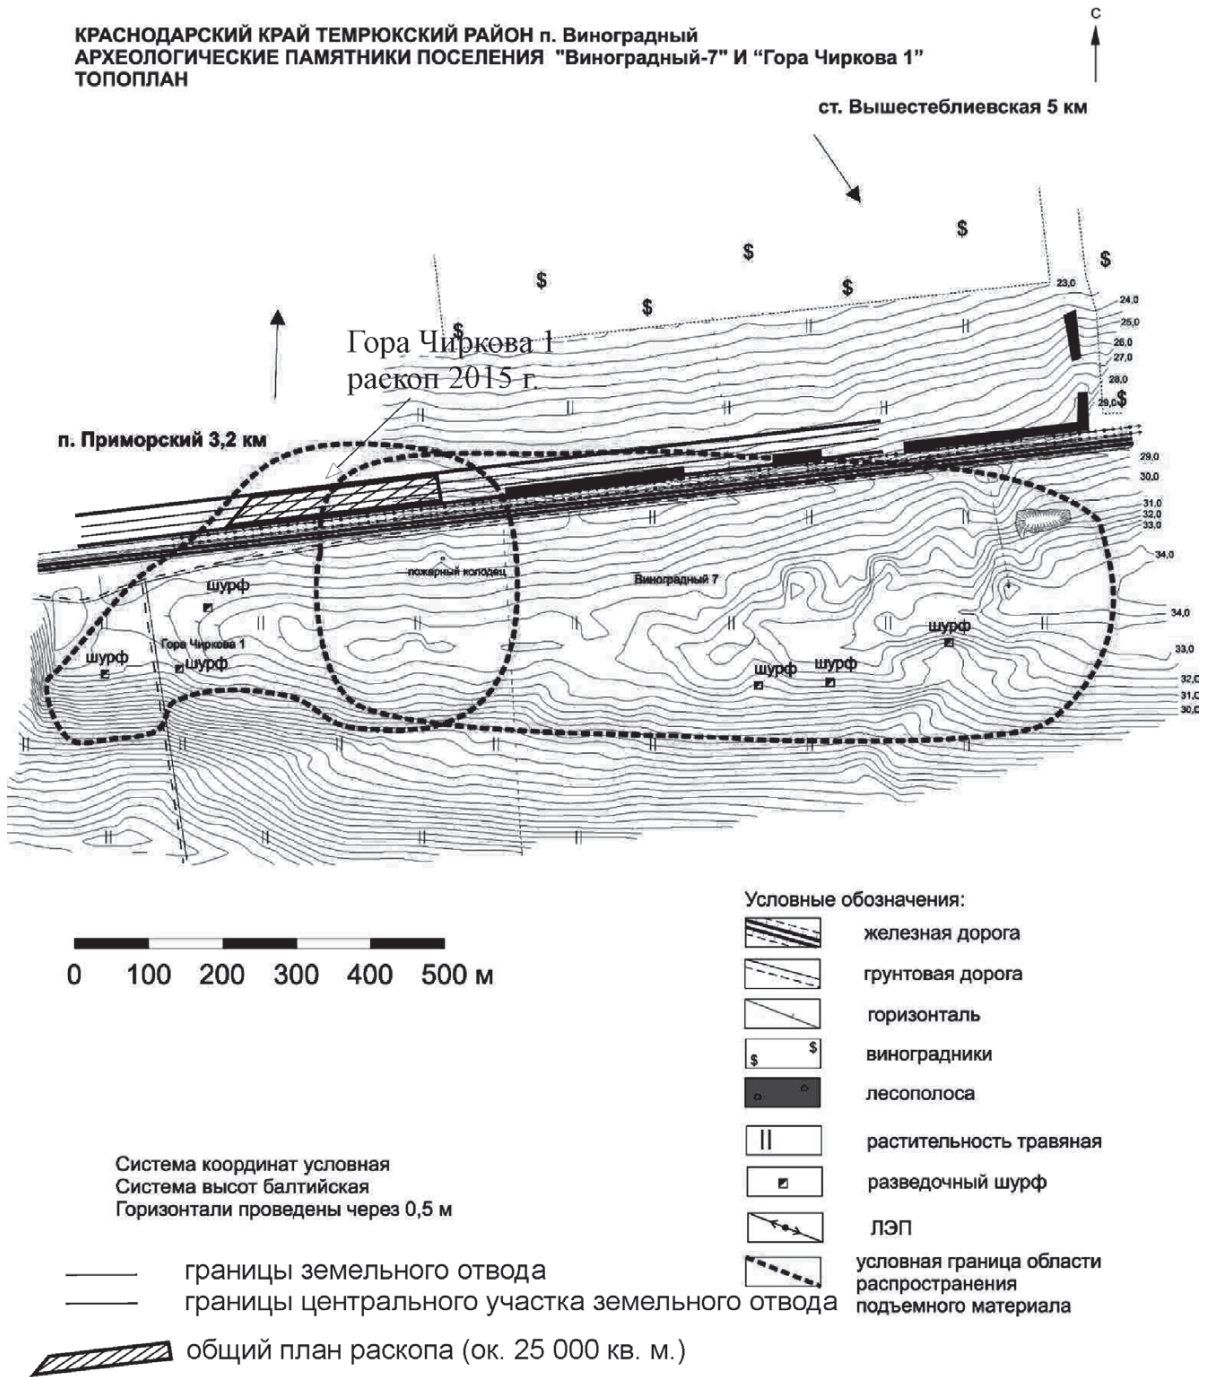 КРАСНОДАРСКИЙ КРАЙ ТЕМРЮКСКИЙ РАЙОН п. Виноградный
АРХЕОЛОГИЧЕСКИЕ ПАМЯТНИКИ ПОСЕЛЕНИЯ "Виноградный-7" И “Гора Чиркова 1”
ТОПОПЛАН
С
ст. Вышестеблиевская 5 км
$
$
$
$
$
$
$
$
23,0
24,0
25,0
26,0
27,0
28,0
29,0
Гора Чиркова 1
раскоп 2015 г.
п. Приморский 3,2 км
29,0
30,0
31,0
32,0
33,0
34,0
34,0
33,0
32,0
31,0
30,0
пожарный колодец
Виноградный 7
шурф
Гора Чиркова 1
шурф
шурф
шурф
шурф
шурф
0 100 200 300 400 500 м
Условные обозначения:
железная дорога
грунтовая дорога
горизонталь
$ $ виноградники
лесополоса
растительность травяная
разведочный шурф
ЛЭП
условная граница области
распространения
подъемного материала
Система координат условная
Система высот балтийская
Горизонтали проведены через 0,5 м
границы земельного отвода
границы центрального участка земельного отвода
общий план раскопа (ок. 25 000 кв. м.)